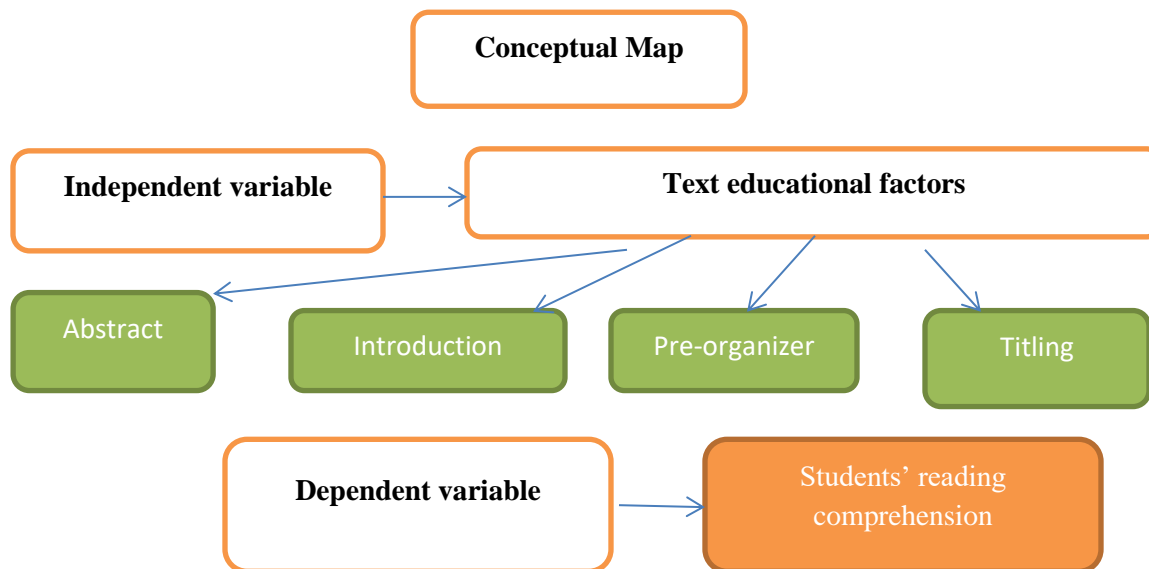 Conceptual Map
Independent variable
Text educational factors
Abstract
Introduction
Pre-organizer
Titling
Dependent variable
Students’ reading
comprehension